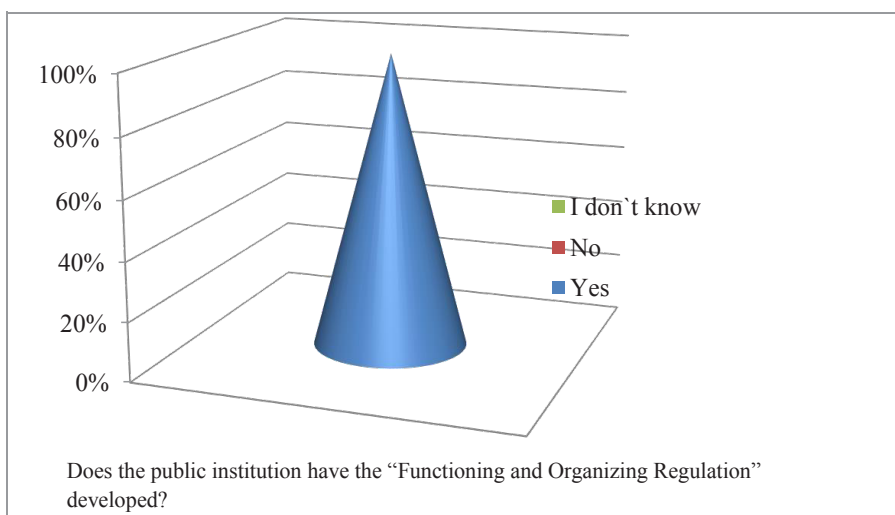 100%
80%
60%
40%
20%
0%
I don`t know
No
Yes
Does the public institution have the “Functioning and Organizing Regulation”
developed?